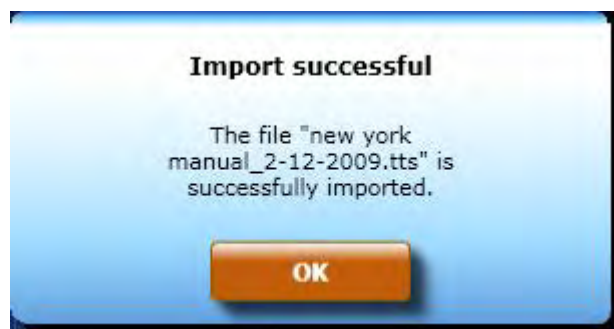 Import successful
The file "new york
manual_2-12-2009.tts" is
successfully imported.
OK